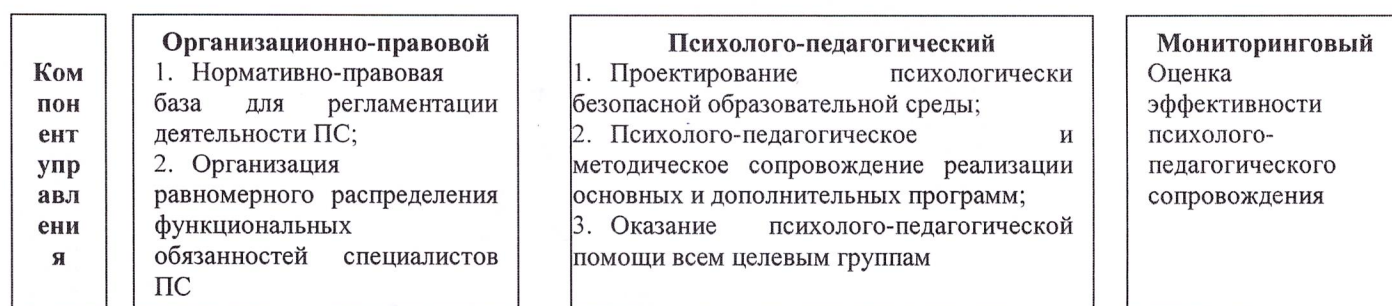 Ком
пон
ент
упр
авл
ени
я
Организационно-правовой
1. Нормативно-правовая
база для регламентации
деятельности ПС;
2. Организация
равномерного распределения
функциональных
обязанностей специалистов
ПС
Психолого-педагогический
1. Проектирование психологически
безопасной образовательной среды;
2. Психолого-педагогическое и
методическое сопровождение реализации
основных и дополнительных программ;
3. Оказание психолого-педагогической
помощи всем целевым группам
Мониторинговый
Оценка
эффективности
психолого-
педагогического
сопровождения